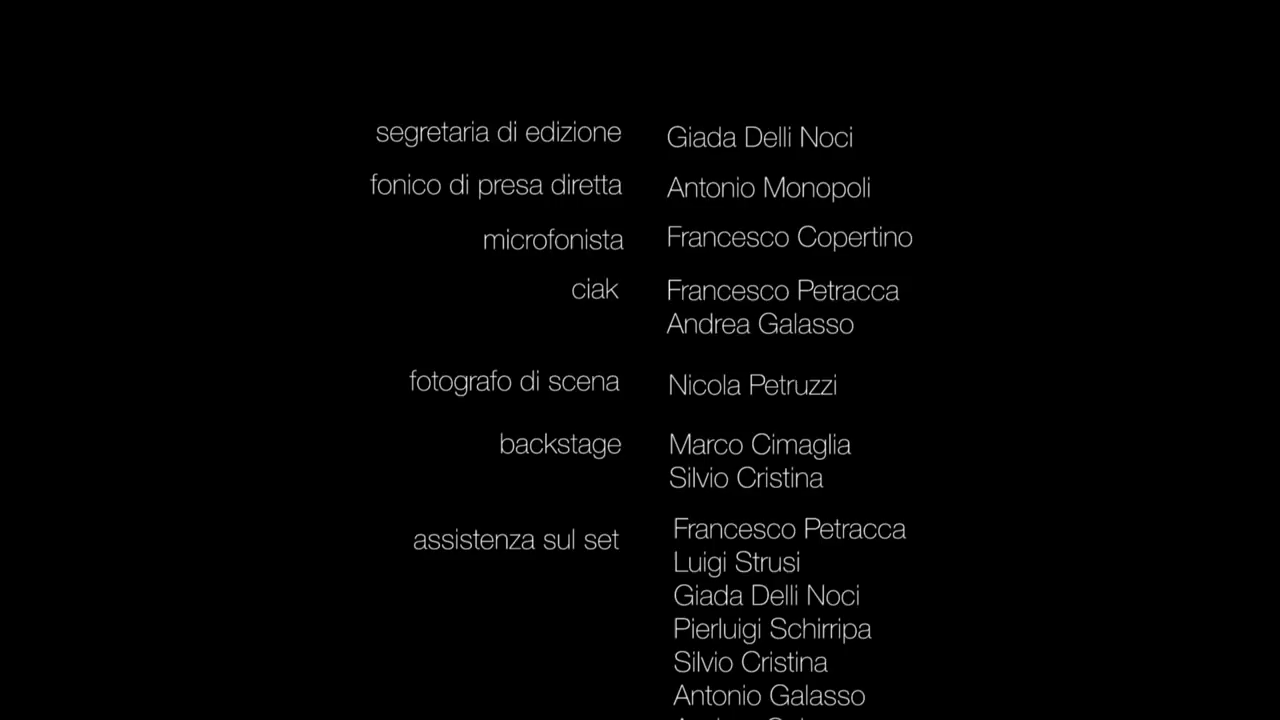 segretaria di edizione Giada Delli Noci
fonico di presa diretta Antonio Monopoli
microfonista Francesco Copertino
ciak Francesco Petracca
Andrea Galasso
fotografo di scena Nicola Petruzzi
backstage Marco Cimaglia
Silvio Cristina
assistenza sul set Francesco Petracca
Luigi Strusi
Giada Delli Noci
Pierluigi Schirripa
Silvio Cristina
Antonio Galasso